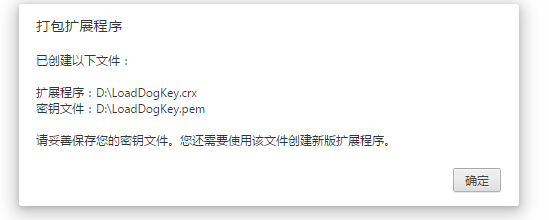 打包扩展程序
已创建以下文件：
扩展程序：D:\LoadDogKey.crx
密钥文件：D:\LoadDogKey.pem
请妥善保存您的密钥文件。您还需要使用该文件创建新版扩展程序。
确定